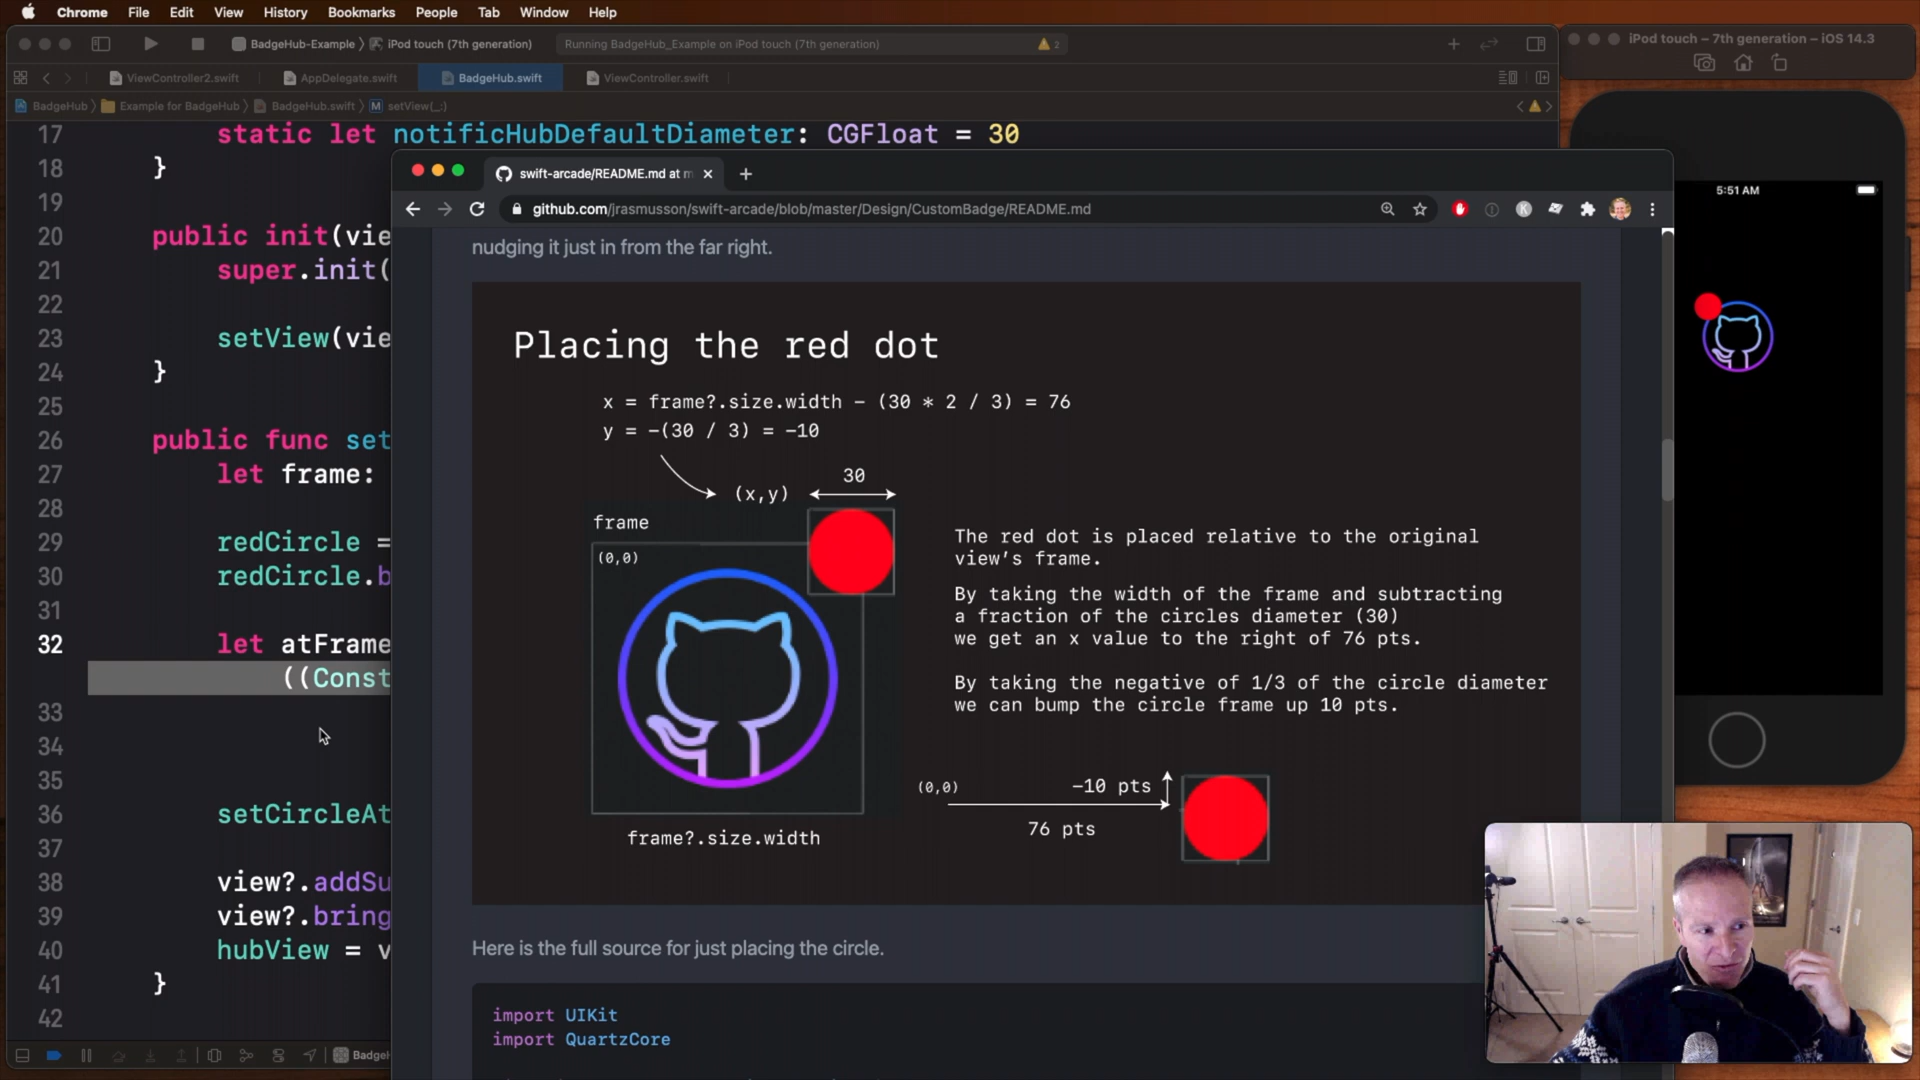 Chrome File Edit View History Bookmarks People Tab Window Help
BadgeHub-Example iPod touch (7th generation) Running BadgeHub_Example on iPod touch (7th generation) 2
iPod touch – 7th generation – iOS 14.3
ViewController2.swift AppDelegate.swift BadgeHub.swift ViewController.swift
BadgeHub Example for BadgeHub BadgeHub.swift M setView(_:)
17 static let notificHubDefaultDiameter: CGFloat = 30
18 }
19
20 public init(vie
21 super.init(
22
23 setView(vie
24 }
25
26 public func set
27 let frame:
28
29 redCircle =
30 redCircle.b
31
32 let atFrame
((Const
33
34
35
36 setCircleAt
37
38 view?.addSu
39 view?.bring
40 hubView = v
41 }
42
BadgeH
swift-arcade/README.md at m
github.com/jrasmusson/swift-arcade/blob/master/Design/CustomBadge/README.md
nudging it just in from the far right.
Placing the red dot
x = frame?.size.width - (30 * 2 / 3) = 76
y = -(30 / 3) = -10
(x,y)
30
frame
(0,0)
frame?.size.width
The red dot is placed relative to the original
view's frame.
By taking the width of the frame and subtracting
a fraction of the circles diameter (30)
we get an x value to the right of 76 pts.
By taking the negative of 1/3 of the circle diameter
we can bump the circle frame up 10 pts.
(0,0)
-10 pts
76 pts
Here is the full source for just placing the circle.
import UIKit
import QuartzCore
5:51 AM